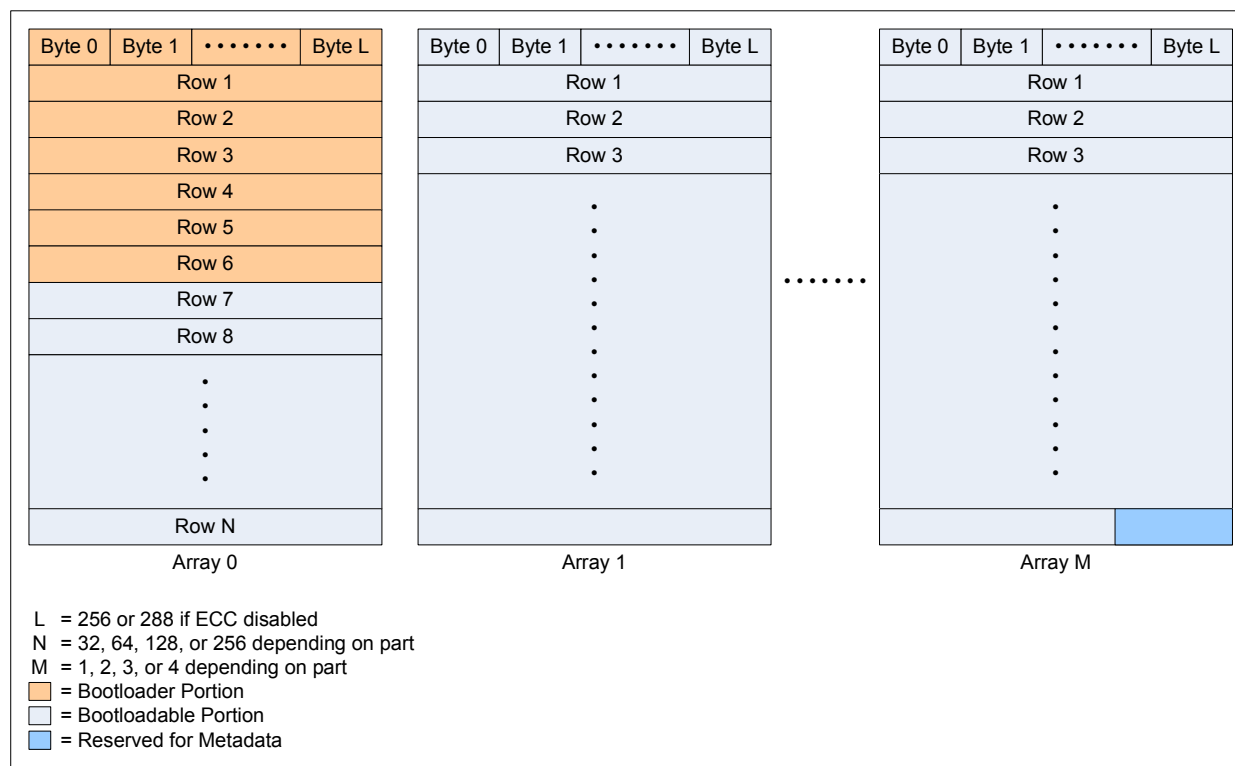 Byte 0 Byte 1 ······· Byte L
Row 1
Row 2
Row 3
Row 4
Row 5
Row 6
Row 7
Row 8
Row N
Array 0
Byte 0 Byte 1 ······· Byte L
Row 1
Row 2
Row 3
Array 1
·······
Byte 0 Byte 1 ······· Byte L
Row 1
Row 2
Row 3
Array M
L = 256 or 288 if ECC disabled
N = 32, 64, 128, or 256 depending on part
M = 1, 2, 3, or 4 depending on part
= Bootloader Portion
= Bootloadable Portion
= Reserved for Metadata